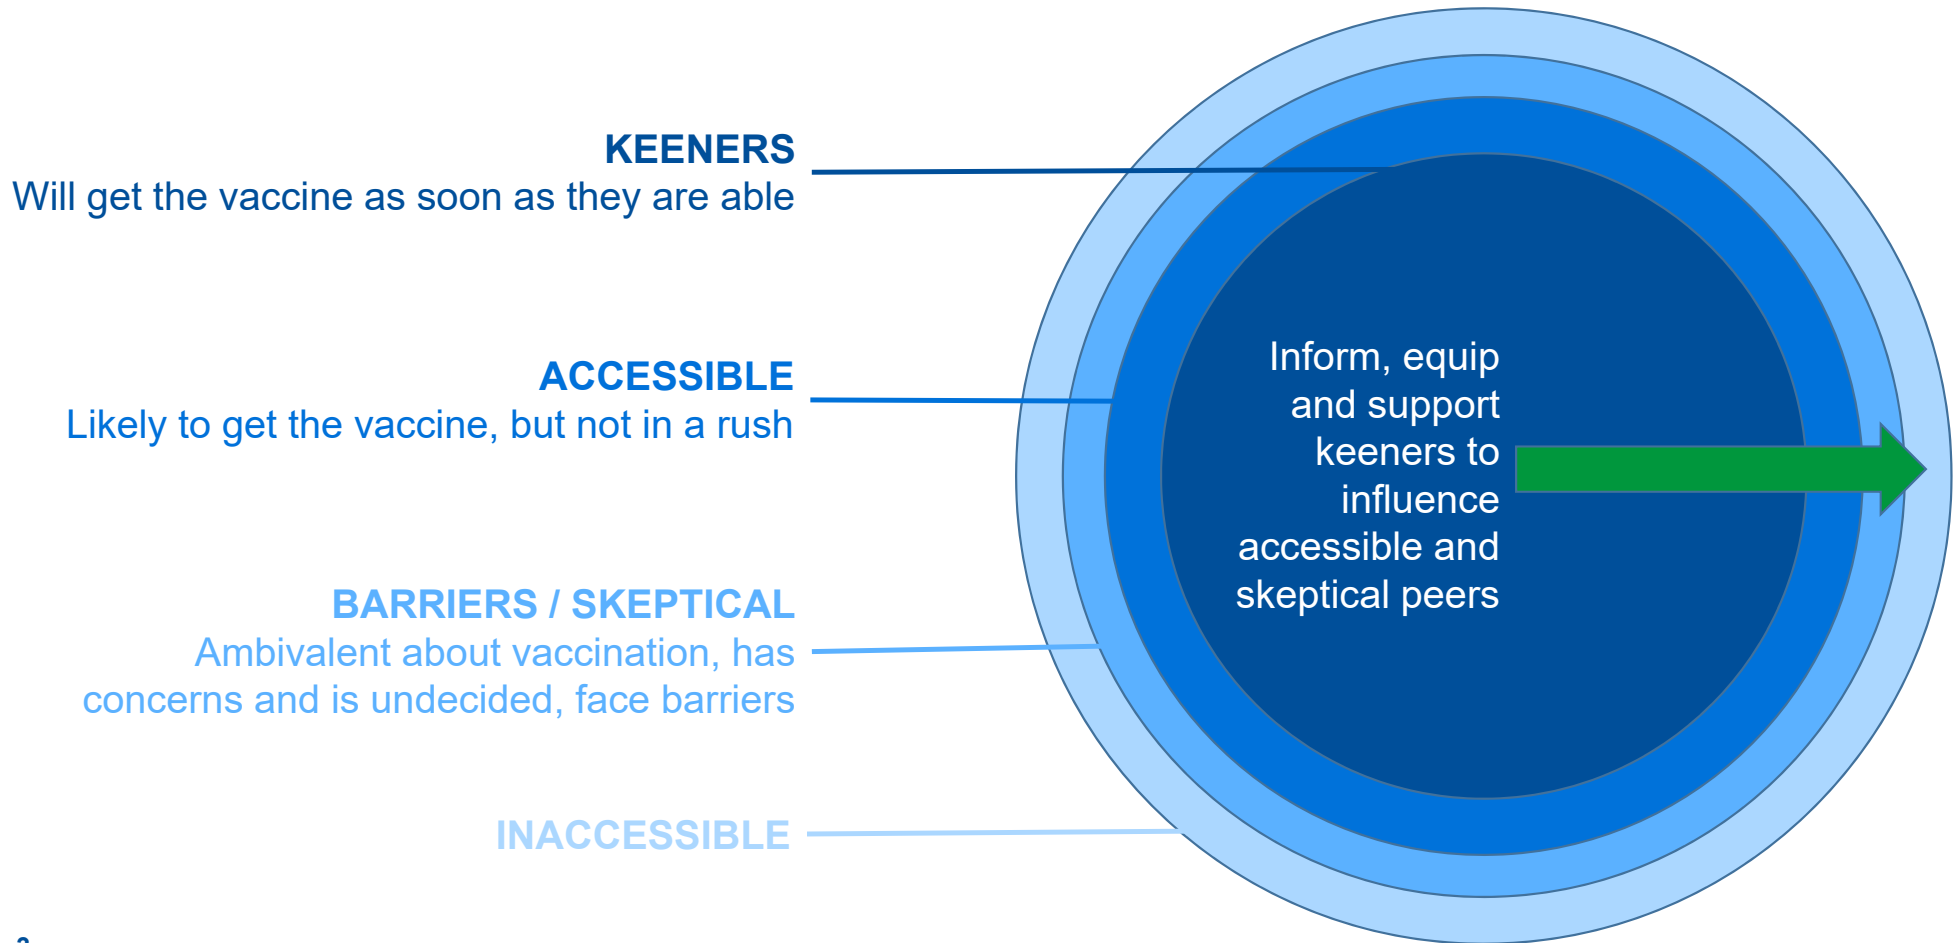 KEENERS
Will get the vaccine as soon as they are able
ACCESSIBLE
Likely to get the vaccine, but not in a rush
BARRIERS / SKEPTICAL
Ambivalent about vaccination, has
concerns and is undecided, face barriers
INACCESSIBLE
Inform, equip
and support
keeners to
influence
accessible and
skeptical peers